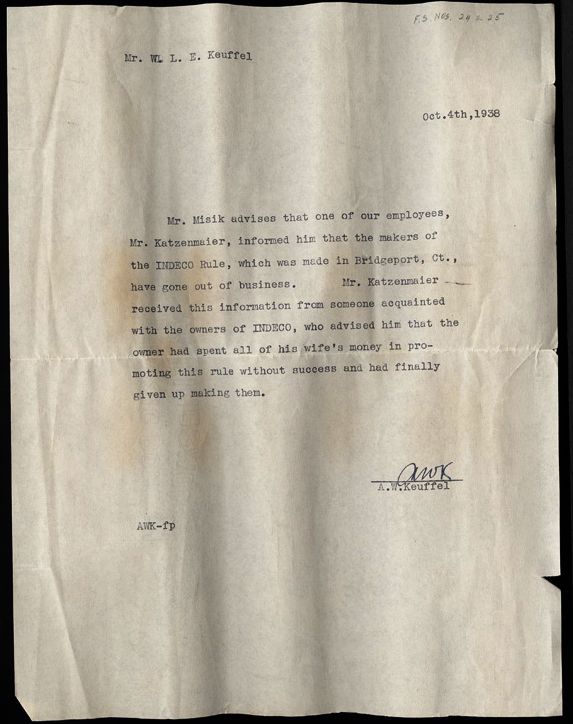 F.S. NOS. 24 & 25
Mr. W. L. E. Keuffel
Oct.4th,1938
Mr. Misik advises that one of our employees,
Mr. Katzenmaier, informed him that the makers of
the INDECO Rule, which was made in Bridgeport, Ct.,
have gone out of business. Mr. Katzenmaier
received this information from someone acquainted
with the owners of INDECO, who advised him that the
owner had spent all of his wife's money in pro-
moting this rule without success and had finally
given up making them.
AWK
A.W.Keuffel
AWK-fp